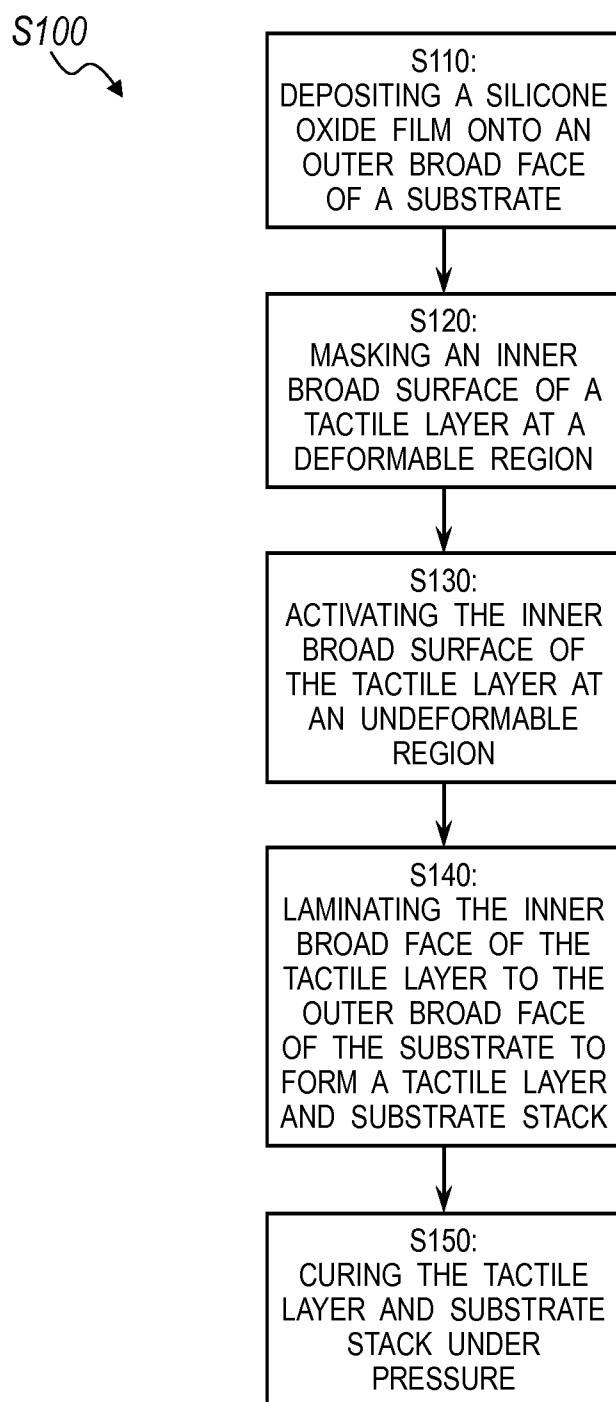 S100
S110:
DEPOSITING A SILICONE
OXIDE FILM ONTO AN
OUTER BROAD FACE
OF A SUBSTRATE
S120:
MASKING AN INNER
BROAD SURFACE OF A
TACTILE LAYER AT A
DEFORMABLE REGION
S130:
ACTIVATING THE INNER
BROAD SURFACE OF
THE TACTILE LAYER AT
AN UNDEFORMABLE
REGION
S140:
LAMINATING THE INNER
BROAD FACE OF THE
TACTILE LAYER TO THE
OUTER BROAD FACE
OF THE SUBSTRATE TO
FORM A TACTILE LAYER
AND SUBSTRATE STACK
S150:
CURING THE TACTILE
LAYER AND SUBSTRATE
STACK UNDER
PRESSURE